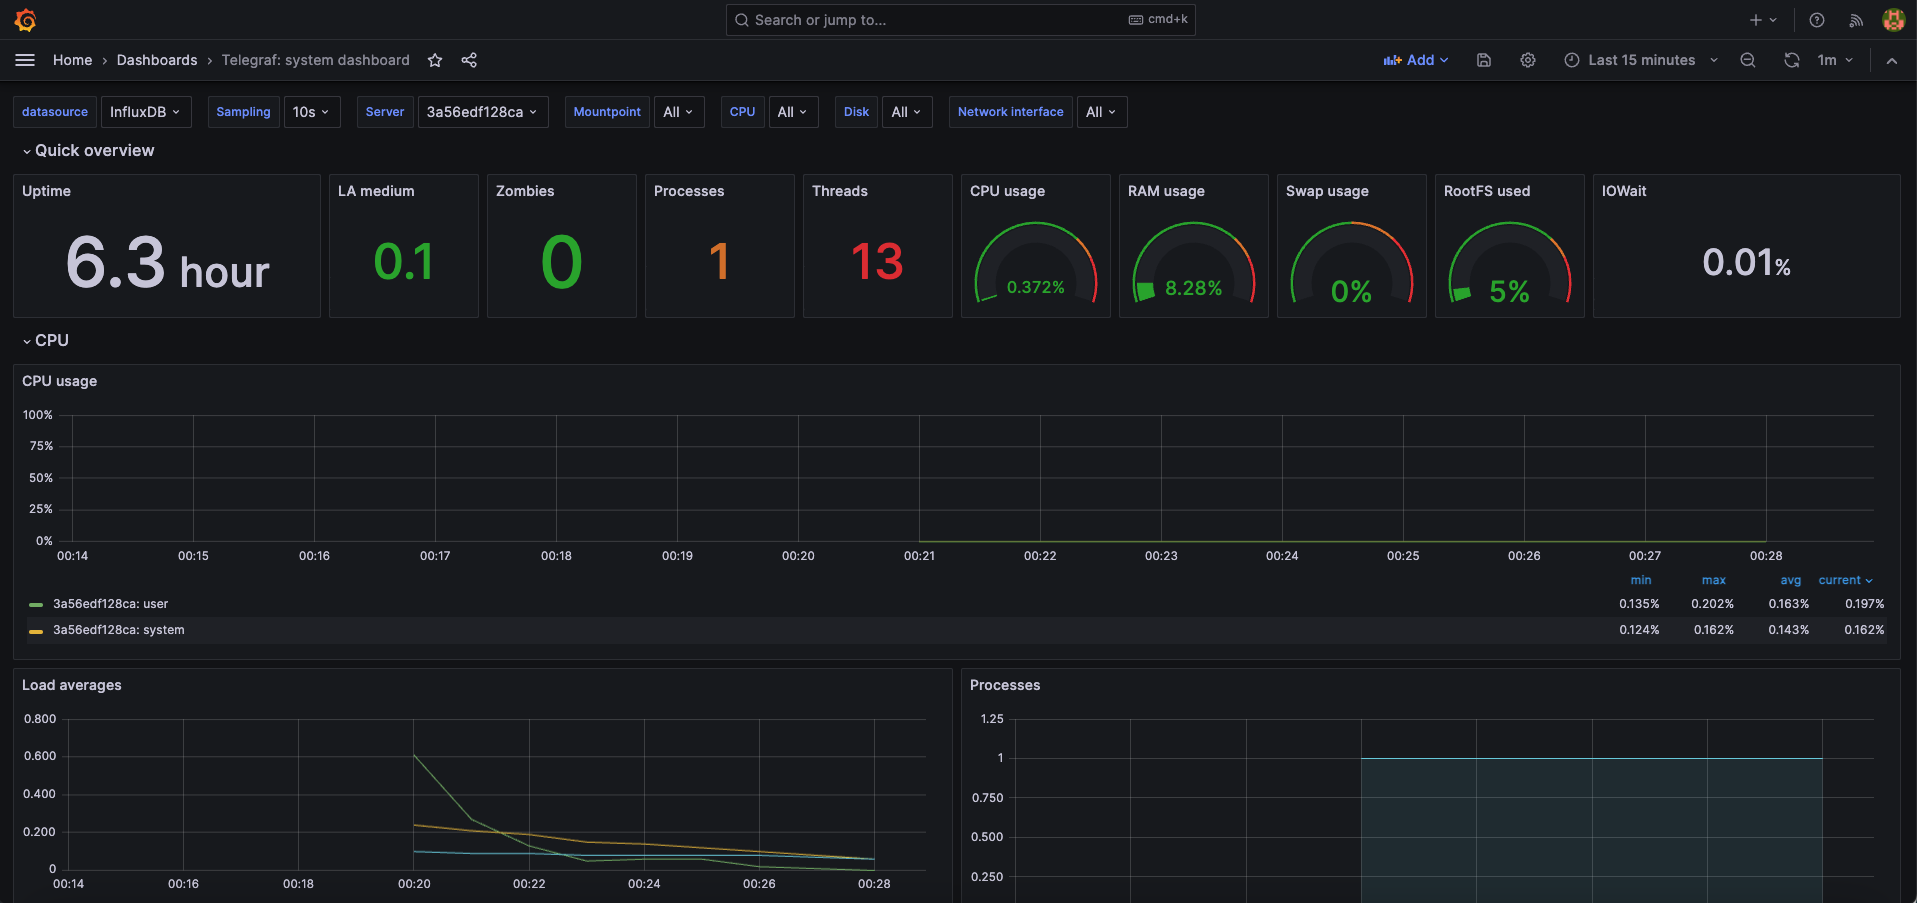 Search or jump to... cmd+k
Home › Dashboards › Telegraf: system dashboard Add Last 15 minutes 1m
datasource InfluxDB Sampling 10s Server 3a56edf128ca Mountpoint All CPU All Disk All Network interface All
Quick overview
Uptime LA medium Zombies Processes Threads CPU usage RAM usage Swap usage RootFS used IOWait
6.3 hour 0.1 0 1 13 0.372% 8.28% 0% 5% 0.01%
CPU
CPU usage
100%
75%
50%
25%
0%
00:14 00:15 00:16 00:17 00:18 00:19 00:20 00:21 00:22 00:23 00:24 00:25 00:26 00:27 00:28
min max avg current
3a56edf128ca: user 0.135% 0.202% 0.163% 0.197%
3a56edf128ca: system 0.124% 0.162% 0.143% 0.162%
Load averages
0.800
0.600
0.400
0.200
0
00:14 00:16 00:18 00:20 00:22 00:24 00:26 00:28
Processes
1.25
1
0.750
0.500
0.250